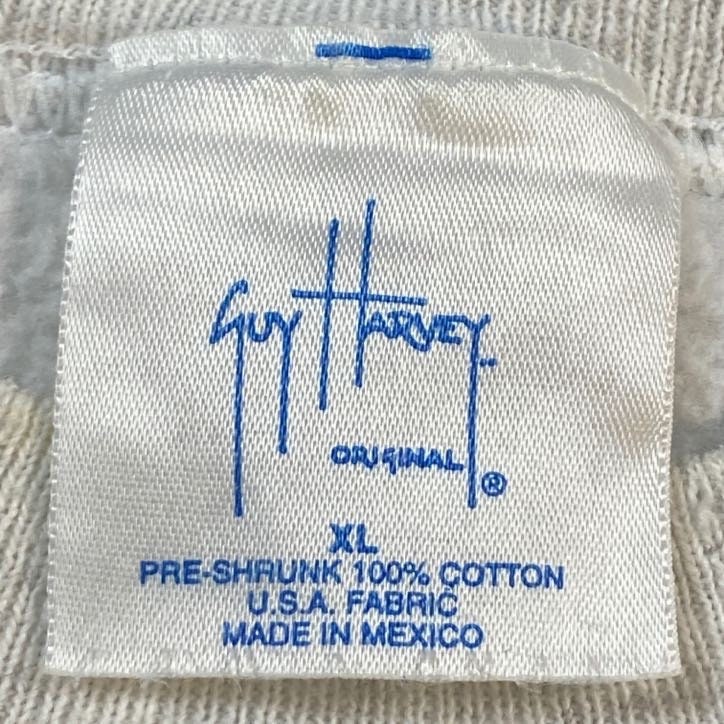 GUY HARVEY
ORIGINAL ®
XL
PRE-SHRUNK 100% COTTON
U.S.A. FABRIC
MADE IN MEXICO